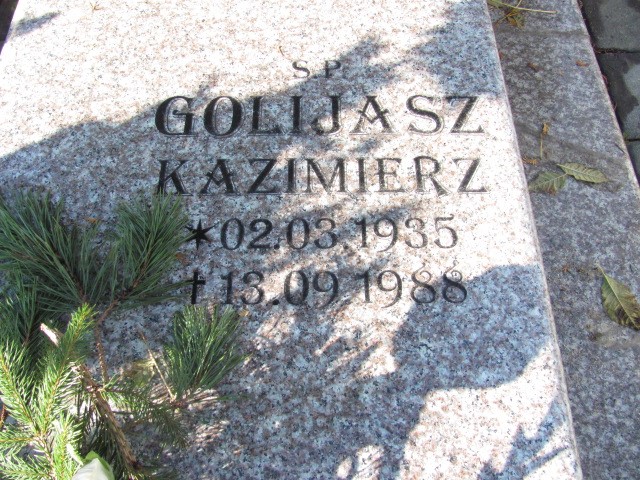 S.P.
GOLIJASZ
KAZIMIERZ
*02.03.1935
†13.09.1988